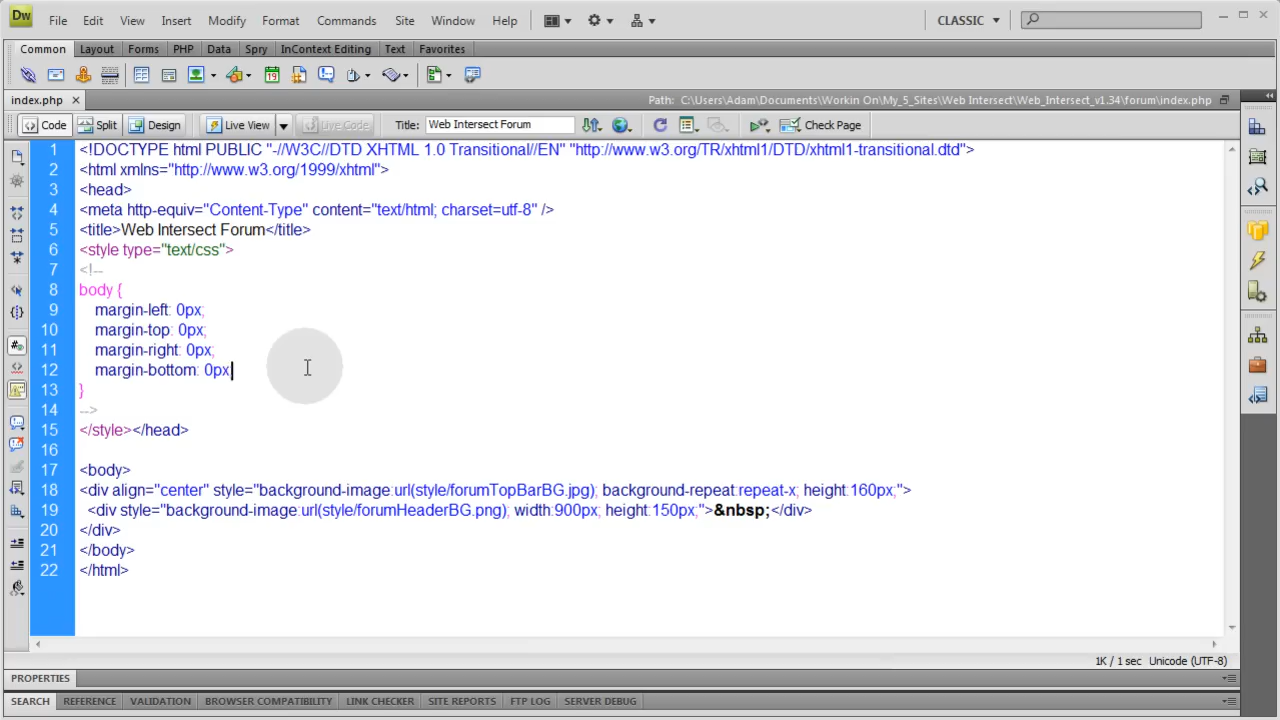 Dw File Edit View Insert Modify Format Commands Site Window Help CLASSIC
Common Layout Forms PHP Data Spry InContext Editing Text Favorites
19
index.php × Path: C:\Users\Adam\Documents\Workin On\My_5_Sites\Web Intersect\Web_Intersect_v1.34\forum\index.php
Code Split Design Live View Live Code Title: Web Intersect Forum Check Page
1 <!DOCTYPE html PUBLIC "-//W3C//DTD XHTML 1.0 Transitional//EN" "http://www.w3.org/TR/xhtml1/DTD/xhtml1-transitional.dtd">
2 <html xmlns="http://www.w3.org/1999/xhtml">
3 <head>
4 <meta http-equiv="Content-Type" content="text/html; charset=utf-8" />
5 <title>Web Intersect Forum</title>
6 <style type="text/css">
7 <!--
8 body {
9 margin-left: 0px;
10 margin-top: 0px;
11 margin-right: 0px;
12 margin-bottom: 0px
13 }
14 -->
15 </style></head>
16
17 <body>
18 <div align="center" style="background-image:url(style/forumTopBarBG.jpg); background-repeat:repeat-x; height:160px;">
19 <div style="background-image:url(style/forumHeaderBG.png); width:900px; height:150px;">&nbsp;</div>
20 </div>
21 </body>
22 </html>
1K / 1 sec Unicode (UTF-8)
PROPERTIES
SEARCH REFERENCE VALIDATION BROWSER COMPATIBILITY LINK CHECKER SITE REPORTS FTP LOG SERVER DEBUG